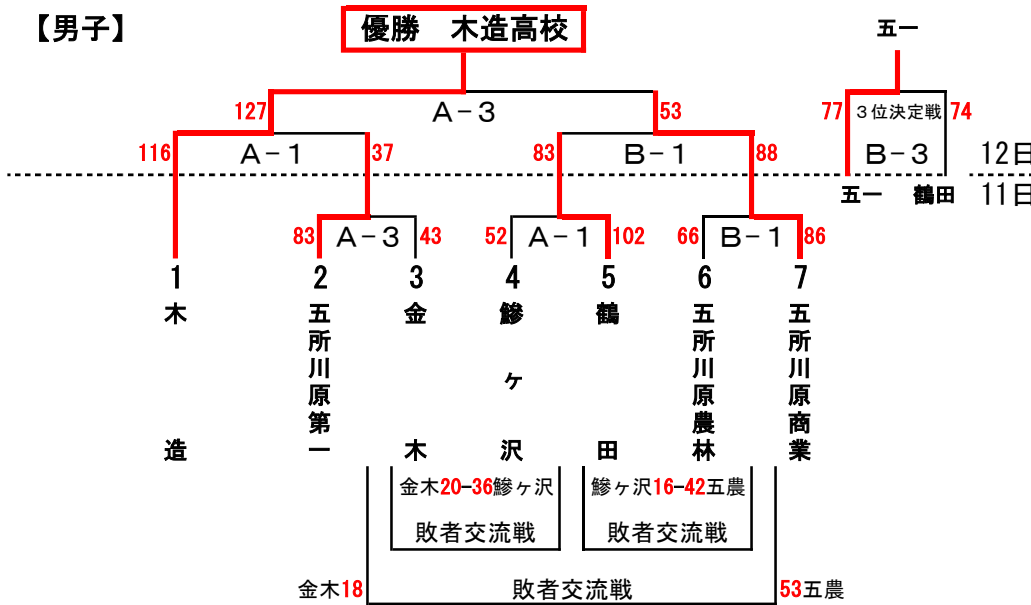 【男子】
優勝 木造高校
五一
127 A-3 53
77 3位決定戦 74
116 A-1 37 83 B-1 88
B-3
12日
五一 鶴田
11日
83 A-3 43 52 A-1 102 66 B-1 86
1 2 3 4 5 6 7
木造
五所川原第一
金木
鰺ヶ沢
鶴田
五所川原農林
五所川原商業
金木20-36鰺ヶ沢
敗者交流戦
鰺ヶ沢16-42五農
敗者交流戦
金木18 敗者交流戦 53五農